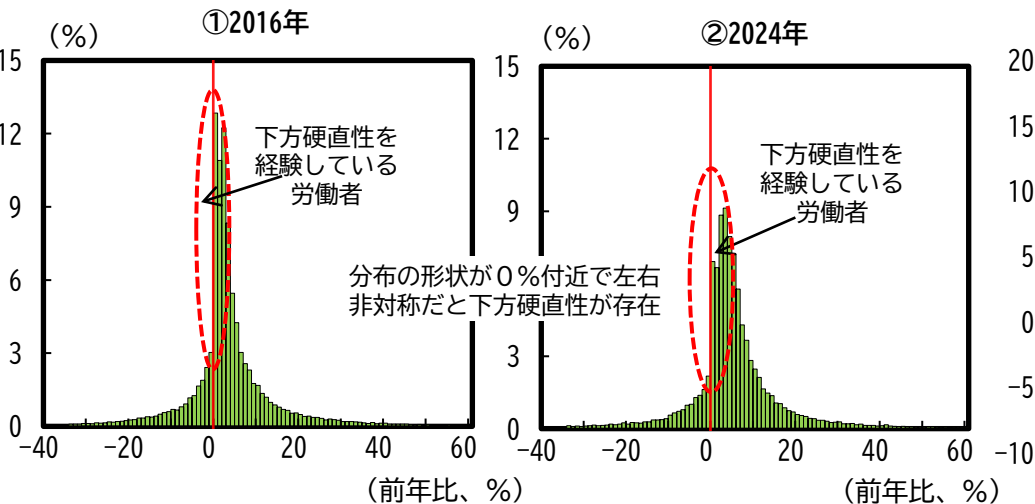 ①2016年
(%)
15
12
9
6
3
0
-40
-20
0
20
40
60
(前年比、%)
下方硬直性を
経験している
労働者
分布の形状が０%付近で左右
非対称だと下方硬直性が存在
②2024年
(%)
15
12
9
6
3
0
-40
-20
0
20
40
60
(前年比、%)
下方硬直性を
経験している
労働者
20
15
10
5
0
-5
-10